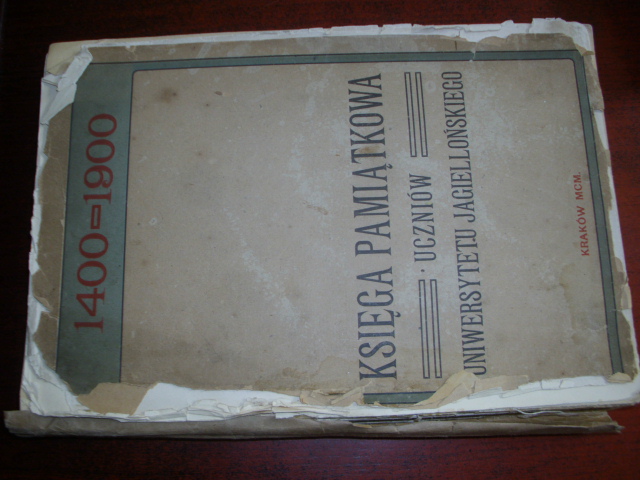 1400=1900
KSIĘGA PAMIĄTKOWA
· UCZNIÓW
UNIWERSYTETU JAGIELLOŃSKIEGO
KRAKÓW MCM.